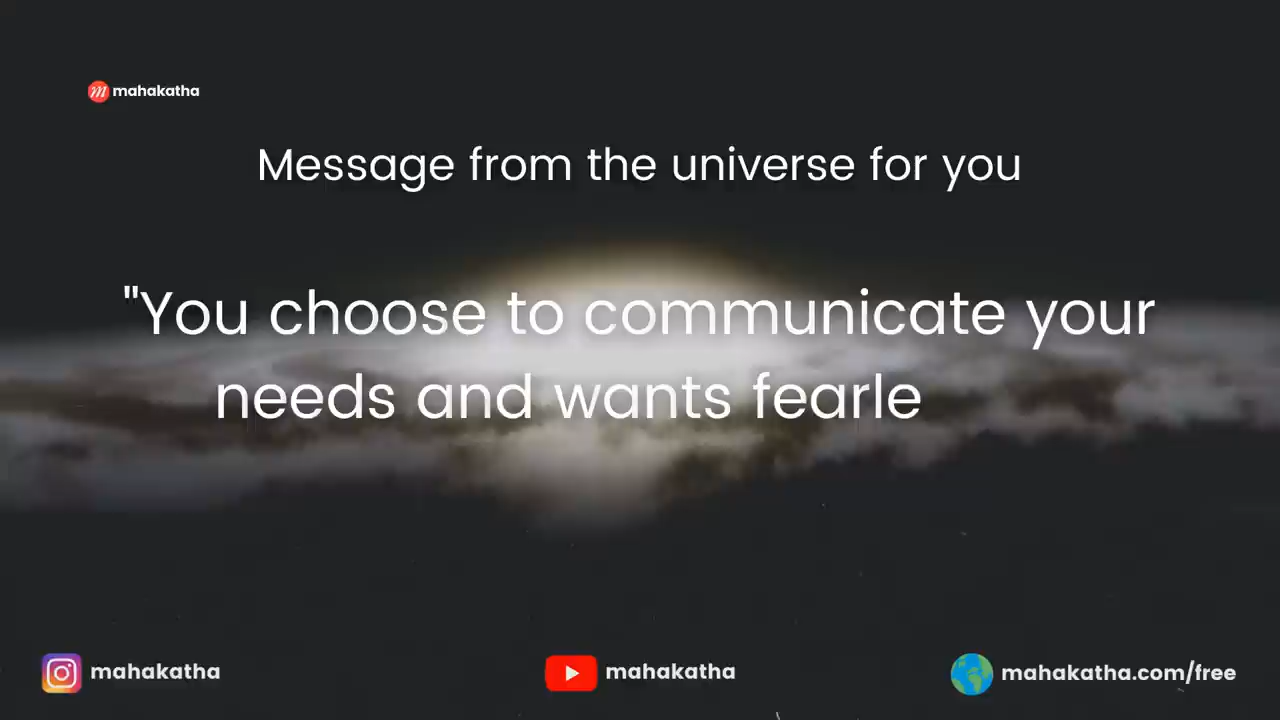 mahakatha
Message from the universe for you
"You choose to communicate your
needs and wants fearle
mahakatha
mahakatha
mahakatha.com/free